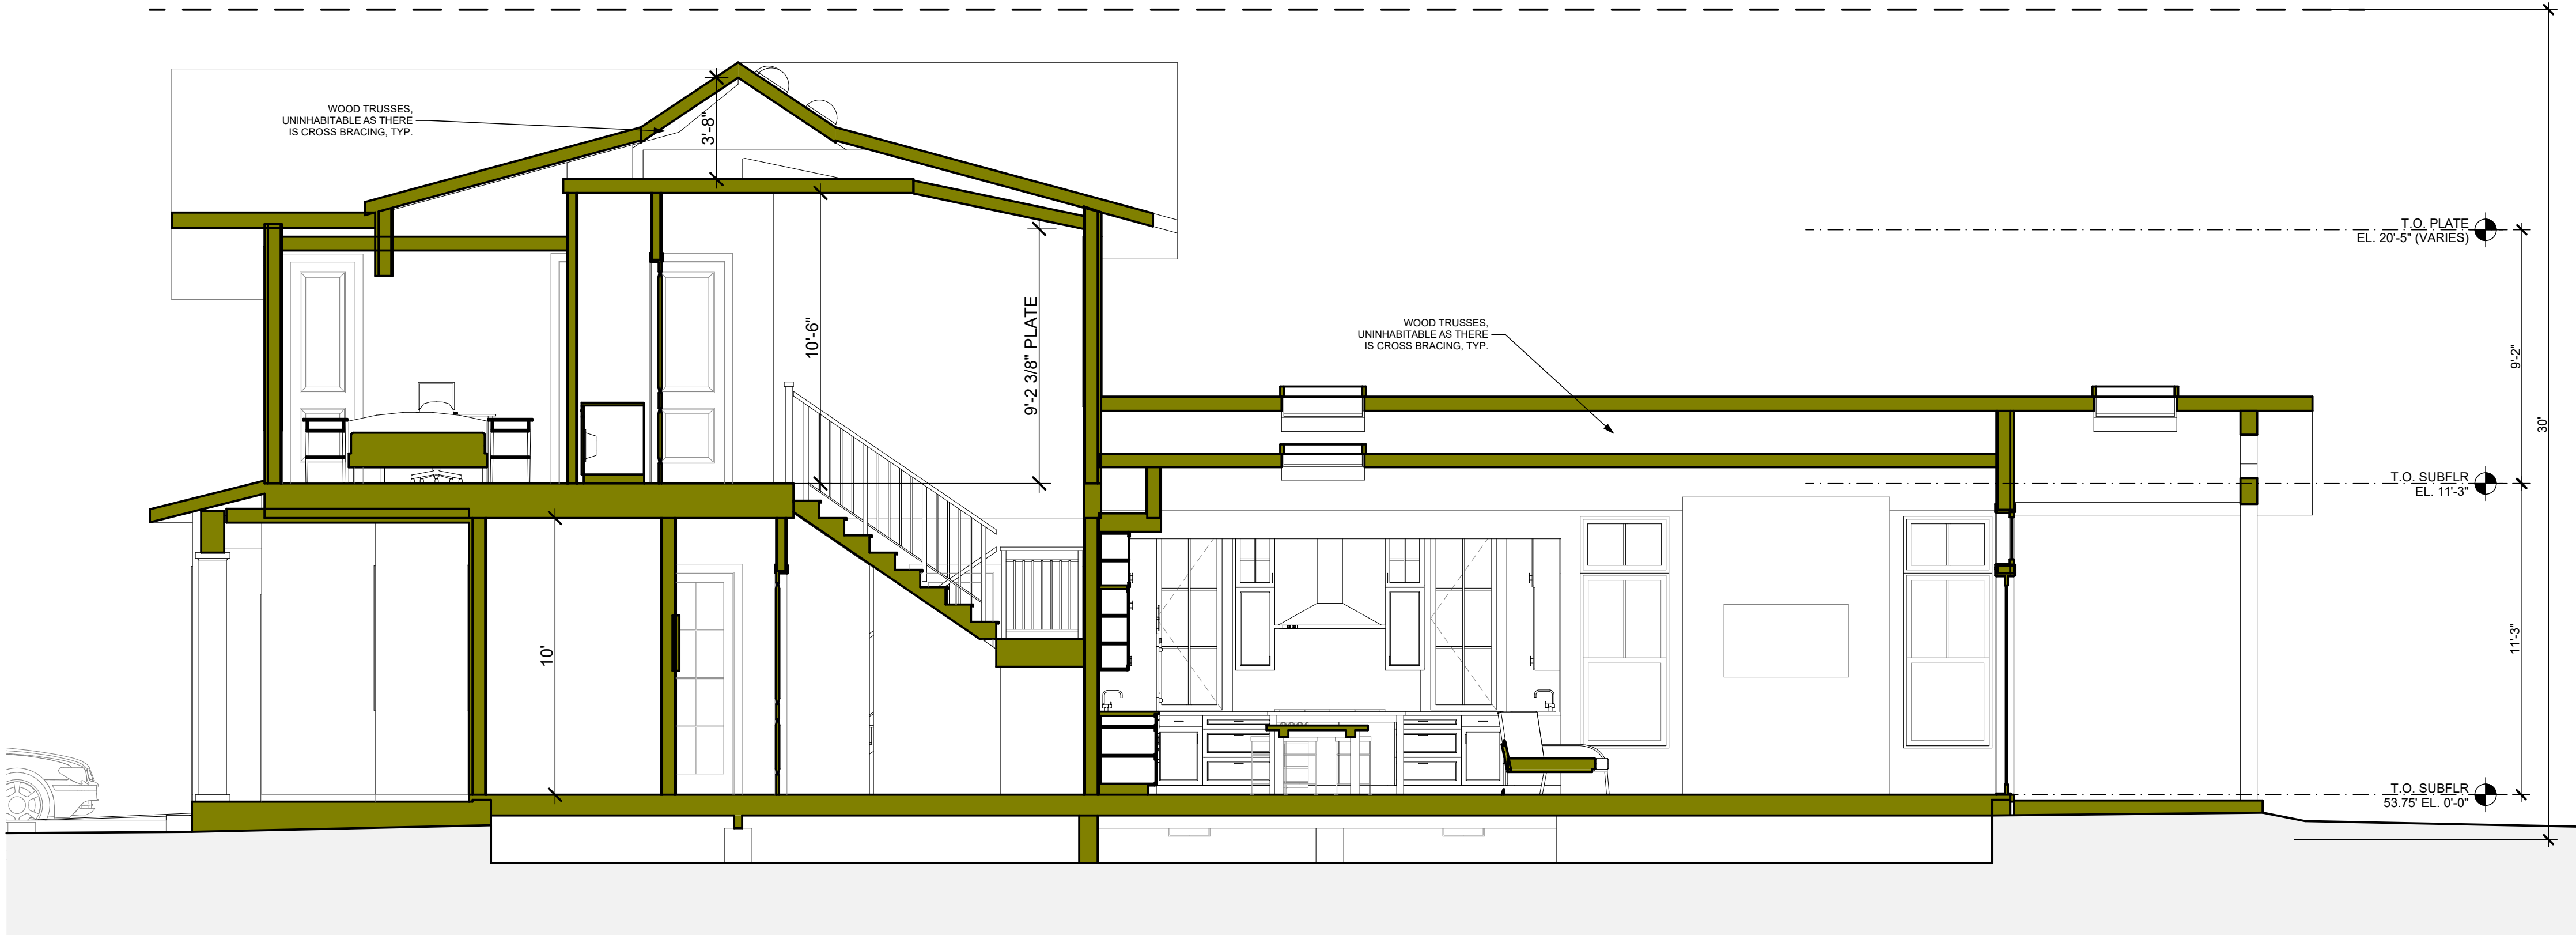 WOOD TRUSSES,
UNINHABITABLE AS THERE
IS CROSS BRACING, TYP.
3'-8"
10'-6"
9'-2 3/8" PLATE
10'
WOOD TRUSSES,
UNINHABITABLE AS THERE
IS CROSS BRACING, TYP.
T.O. PLATE
EL. 20'-5" (VARIES)
9'-2"
30'
T.O. SUBFLR
EL. 11'-3"
11'-3"
T.O. SUBFLR
53.75' EL. 0'-0"